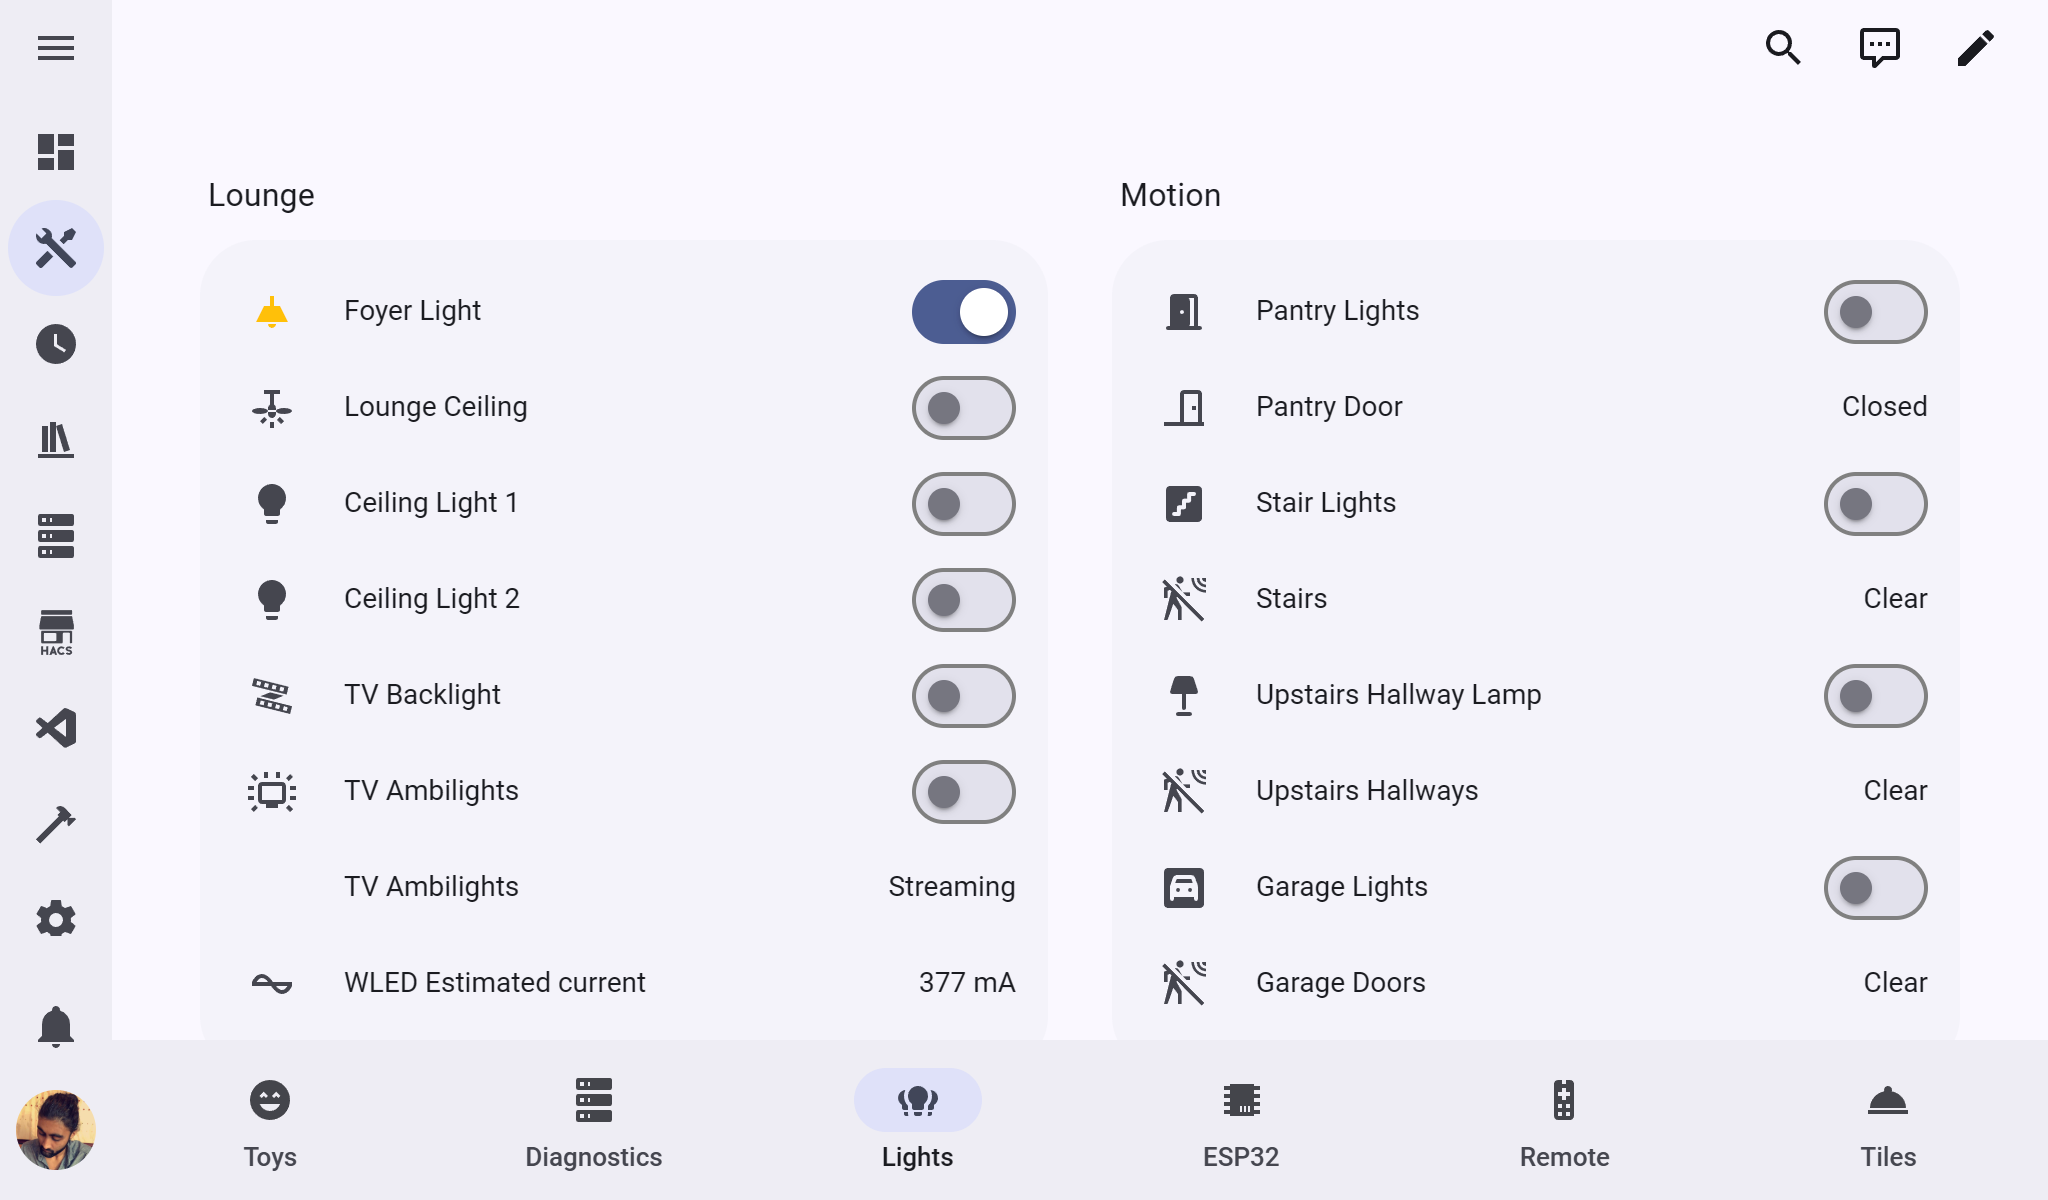 HACS
Lounge
Foyer Light
Lounge Ceiling
Ceiling Light 1
Ceiling Light 2
TV Backlight
TV Ambilights
TV Ambilights Streaming
WLED Estimated current 377 mA
Motion
Pantry Lights
Pantry Door Closed
Stair Lights
Stairs Clear
Upstairs Hallway Lamp
Upstairs Hallways Clear
Garage Lights
Garage Doors Clear
Toys
Diagnostics
Lights
ESP32
Remote
Tiles